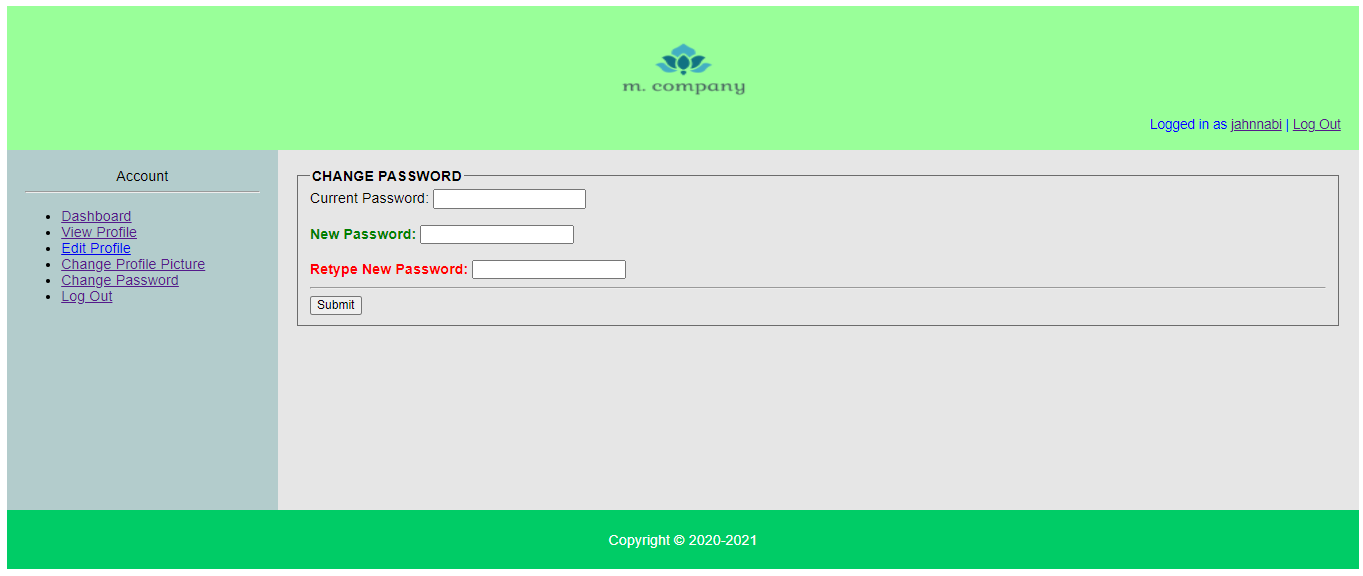 m. company
Logged in as jahnnabi | Log Out
Account
Dashboard
View Profile
Edit Profile
Change Profile Picture
Change Password
Log Out
CHANGE PASSWORD
Current Password:
New Password:
Retype New Password:
Submit
Copyright © 2020-2021